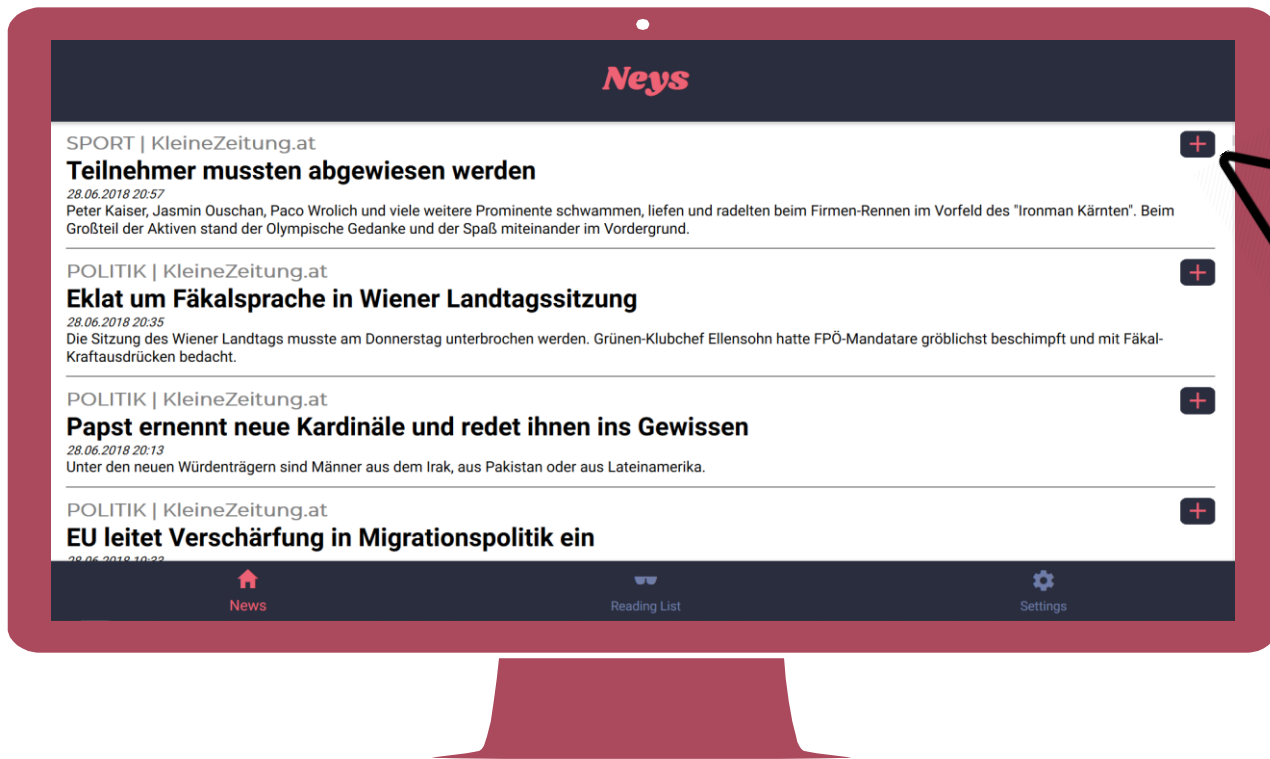 Neys
SPORT | KleineZeitung.at
Teilnehmer mussten abgewiesen werden
28.06.2018 20:57
Peter Kaiser, Jasmin Ouschan, Paco Wrolich und viele weitere Prominente schwammen, liefen und radelten beim Firmen-Rennen im Vorfeld des "Ironman Kärnten". Beim
Großteil der Aktiven stand der Olympische Gedanke und der Spaß miteinander im Vordergrund.
POLITIK | KleineZeitung.at
Eklat um Fäkalsprache in Wiener Landtagssitzung
28.06.2018 20:35
Die Sitzung des Wiener Landtags musste am Donnerstag unterbrochen werden. Grünen-Klubchef Ellensohn hatte FPÖ-Mandatare gröblichst beschimpft und mit Fäkal-
Kraftausdrücken bedacht.
POLITIK | KleineZeitung.at
Papst ernennt neue Kardinäle und redet ihnen ins Gewissen
28.06.2018 20:13
Unter den neuen Würdenträgern sind Männer aus dem Irak, aus Pakistan oder aus Lateinamerika.
POLITIK | KleineZeitung.at
EU leitet Verschärfung in Migrationspolitik ein
28.06.2018
News
Reading List
Settings